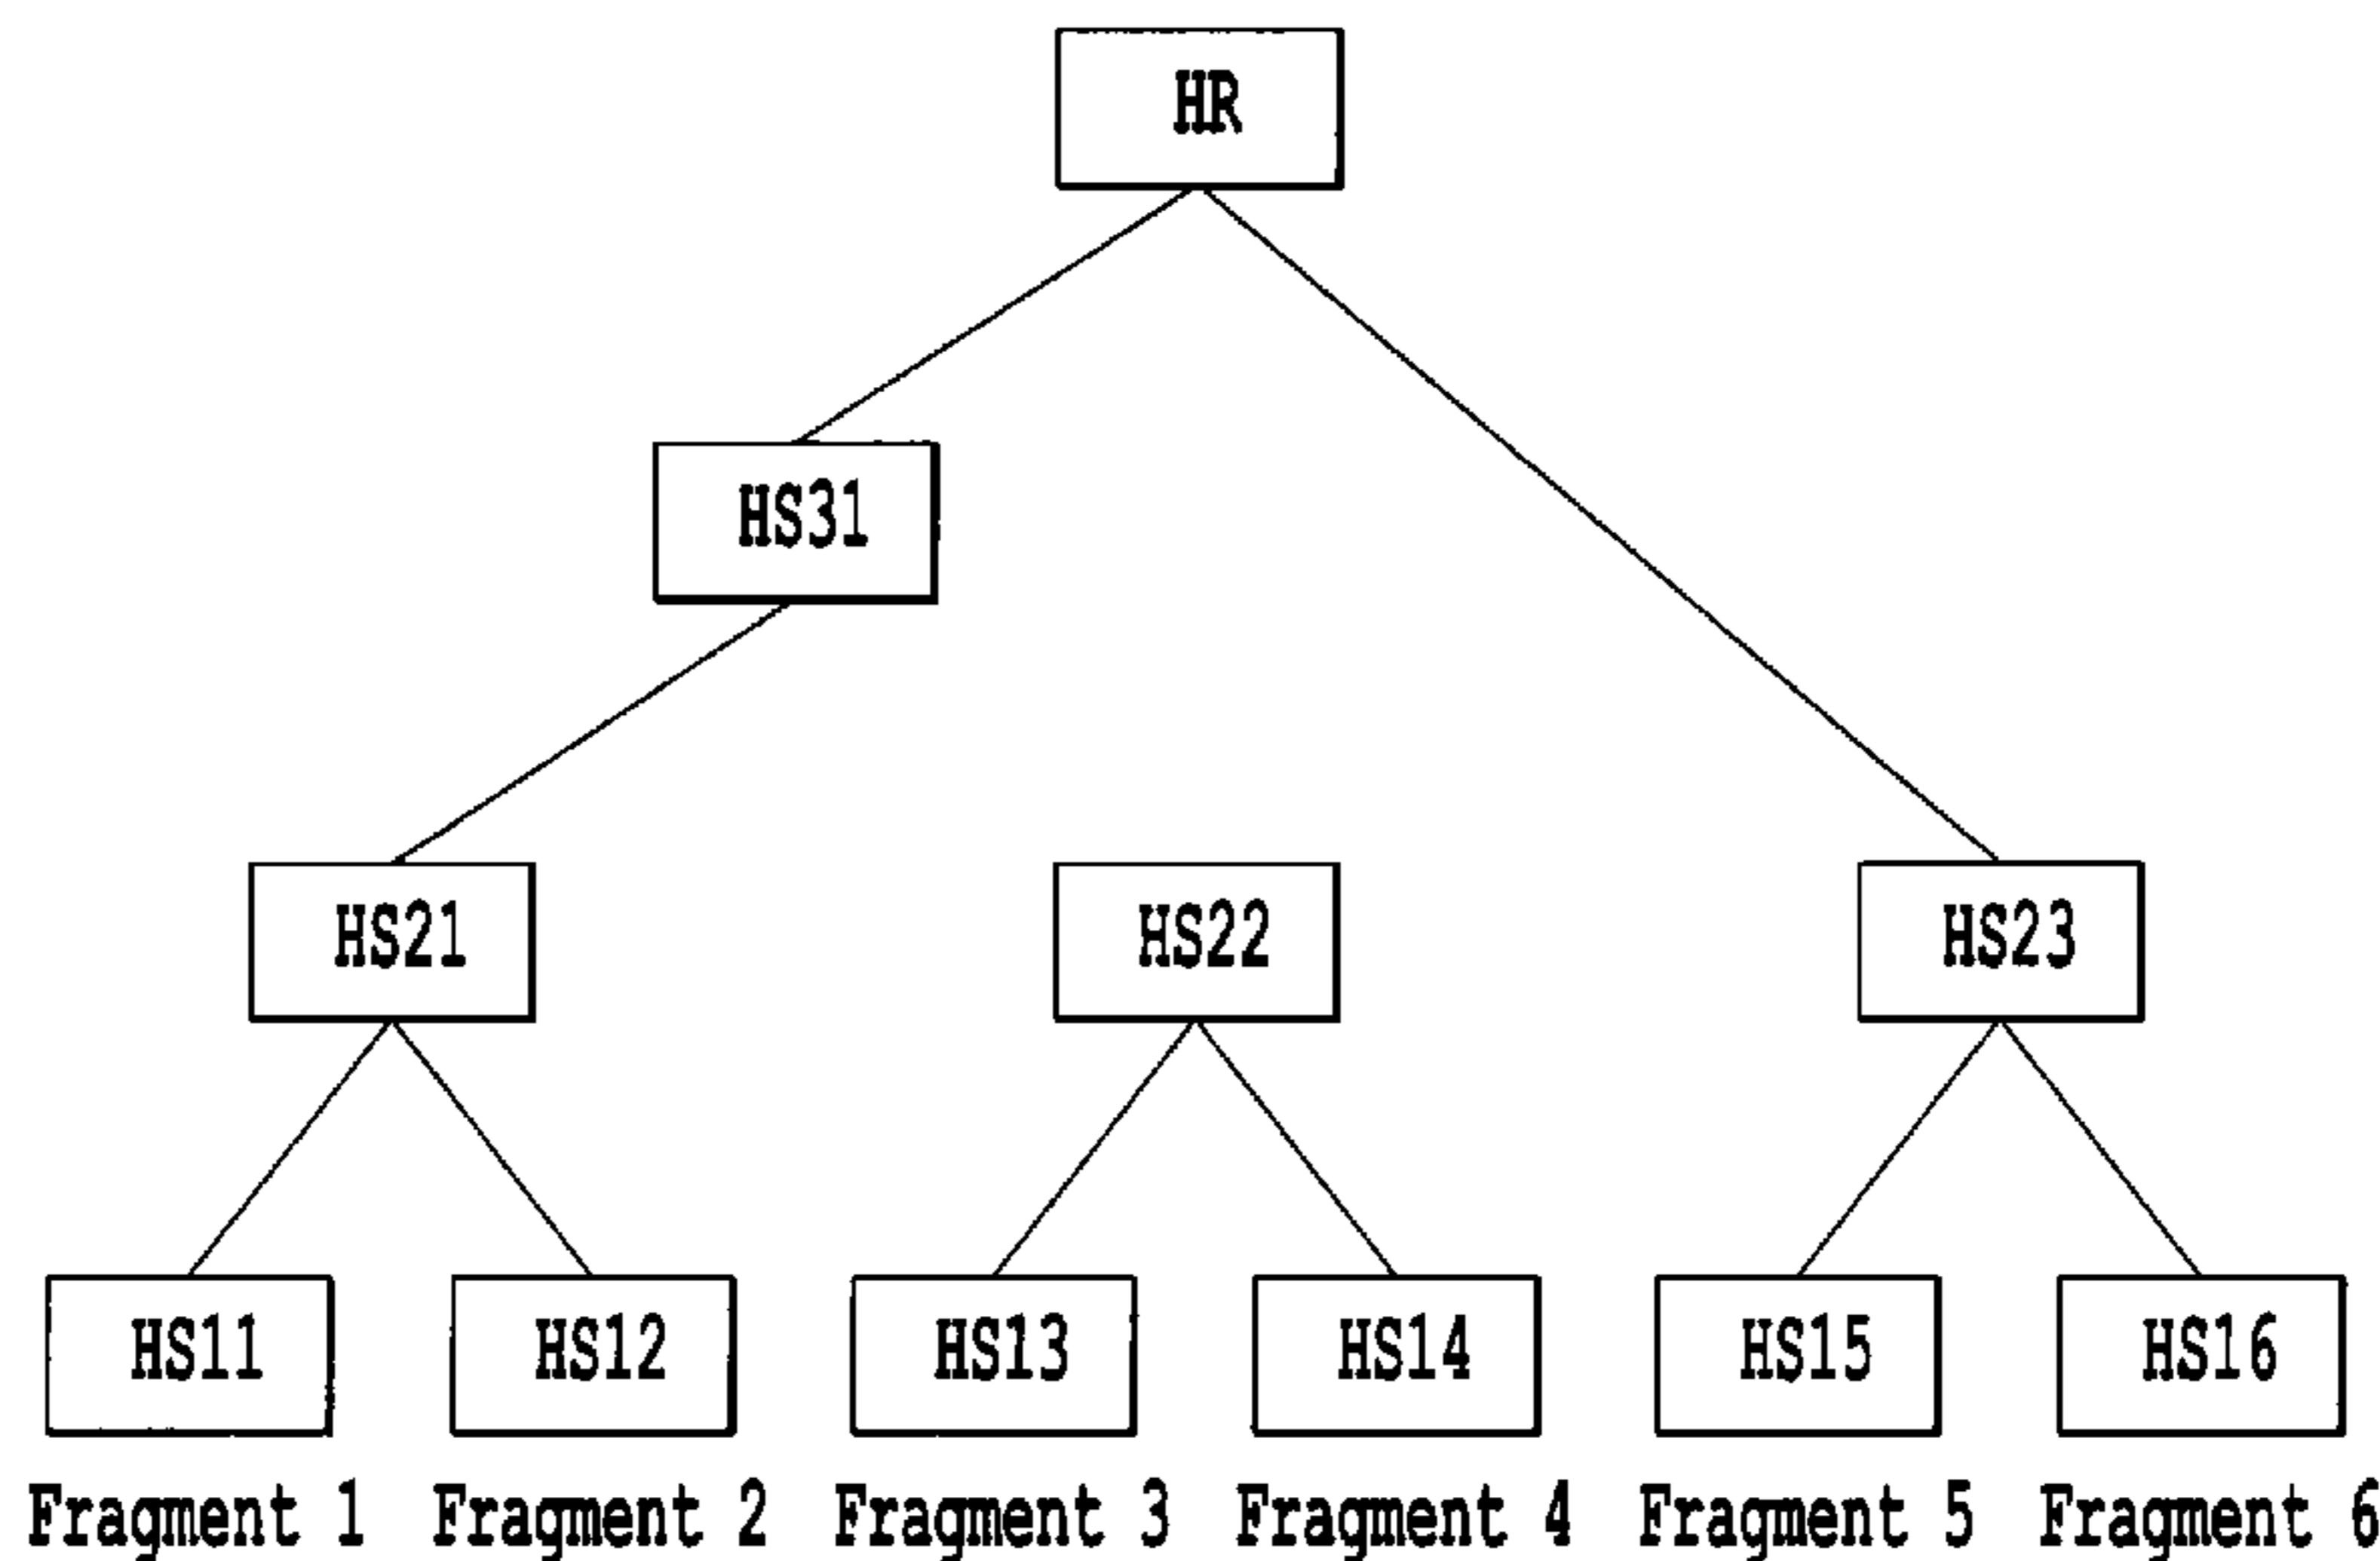 HR
HS31
HS21 HS22 HS23
HS11 HS12 HS13 HS14 HS15 HS16
Fragment 1 Fragment 2 Fragment 3 Fragment 4 Fragment 5 Fragment 6